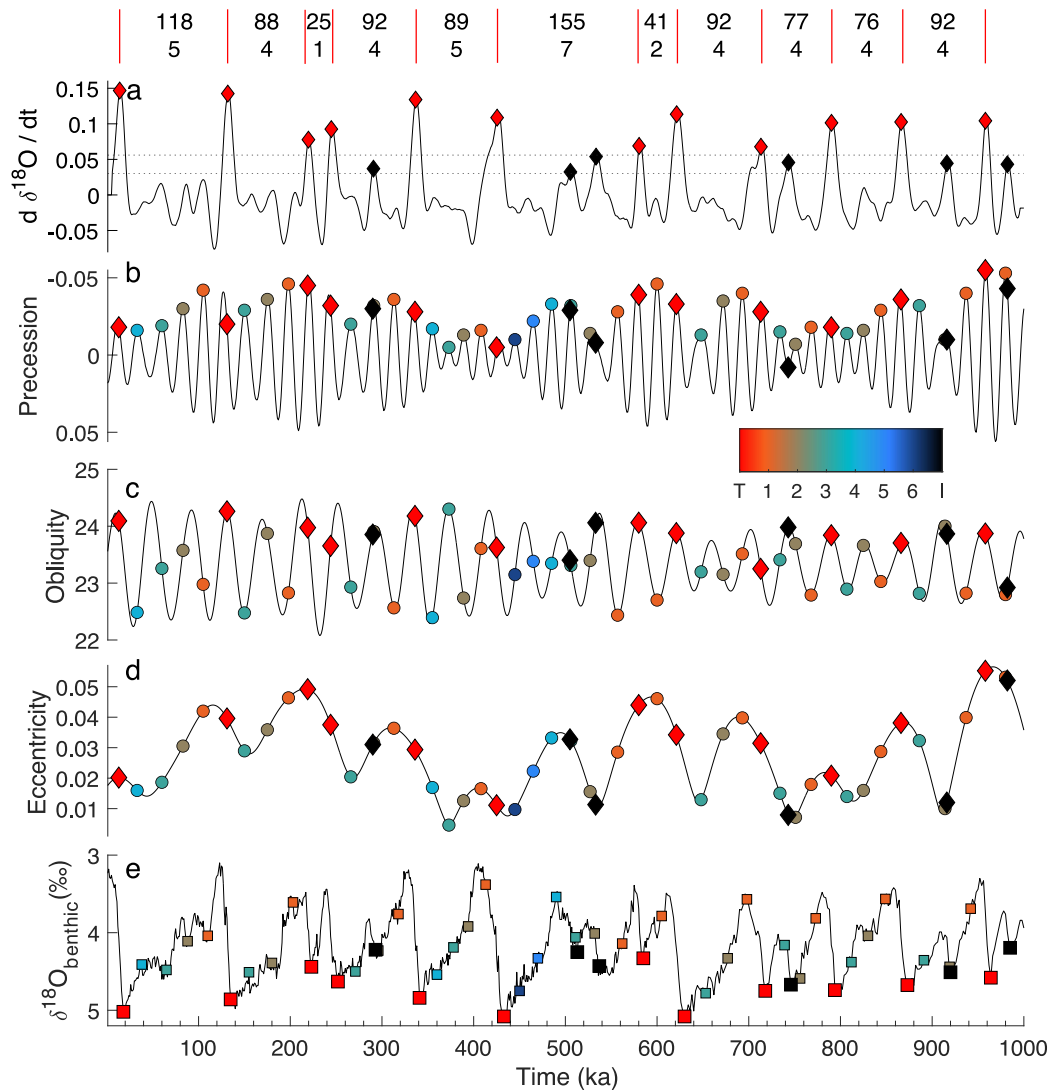 118 88 25 92 89 155 41 92 77 76 92
5 4 1 4 5 7 2 4 4 4 4
a
d δ¹⁸O / dt
0.15
0.1
0.05
0
-0.05
b
Precession
-0.05
0
0.05
T 1 2 3 4 5 6 I
c
Obliquity
25
24
23
22
d
Eccentricity
0.05
0.04
0.03
0.02
0.01
e
δ¹⁸O benthic (‰)
3
4
5
0 100 200 300 400 500 600 700 800 900 1000
Time (ka)